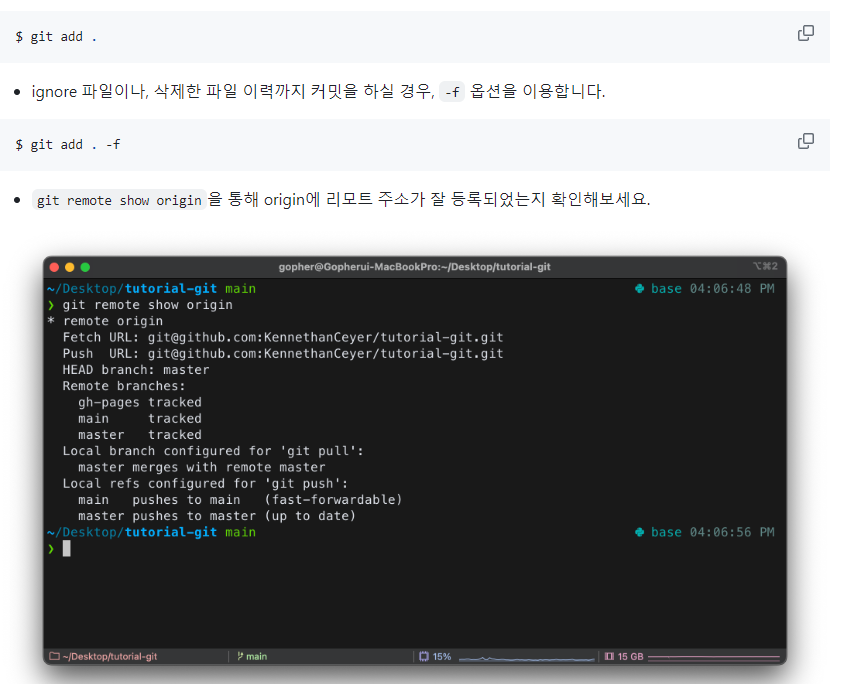 $ git add .
ignore 파일이나, 삭제한 파일 이력까지 커밋을 하실 경우, -f 옵션을 이용합니다.
$ git add . -f
git remote show origin을 통해 origin에 리모트 주소가 잘 등록되었는지 확인해보세요.
gopher@Gopherui-MacBookPro:~/Desktop/tutorial-git ⌥⌘2
~/Desktop/tutorial-git main base 04:06:48 PM
❯ git remote show origin
* remote origin
Fetch URL: git@github.com:KennethanCeyer/tutorial-git.git
Push  URL: git@github.com:KennethanCeyer/tutorial-git.git
HEAD branch: master
Remote branches:
gh-pages tracked
main     tracked
master   tracked
Local branch configured for 'git pull':
master merges with remote master
Local refs configured for 'git push':
main   pushes to main   (fast-forwardable)
master pushes to master (up to date)
~/Desktop/tutorial-git main base 04:06:56 PM
❯
~/Desktop/tutorial-git main 15% 15 GB